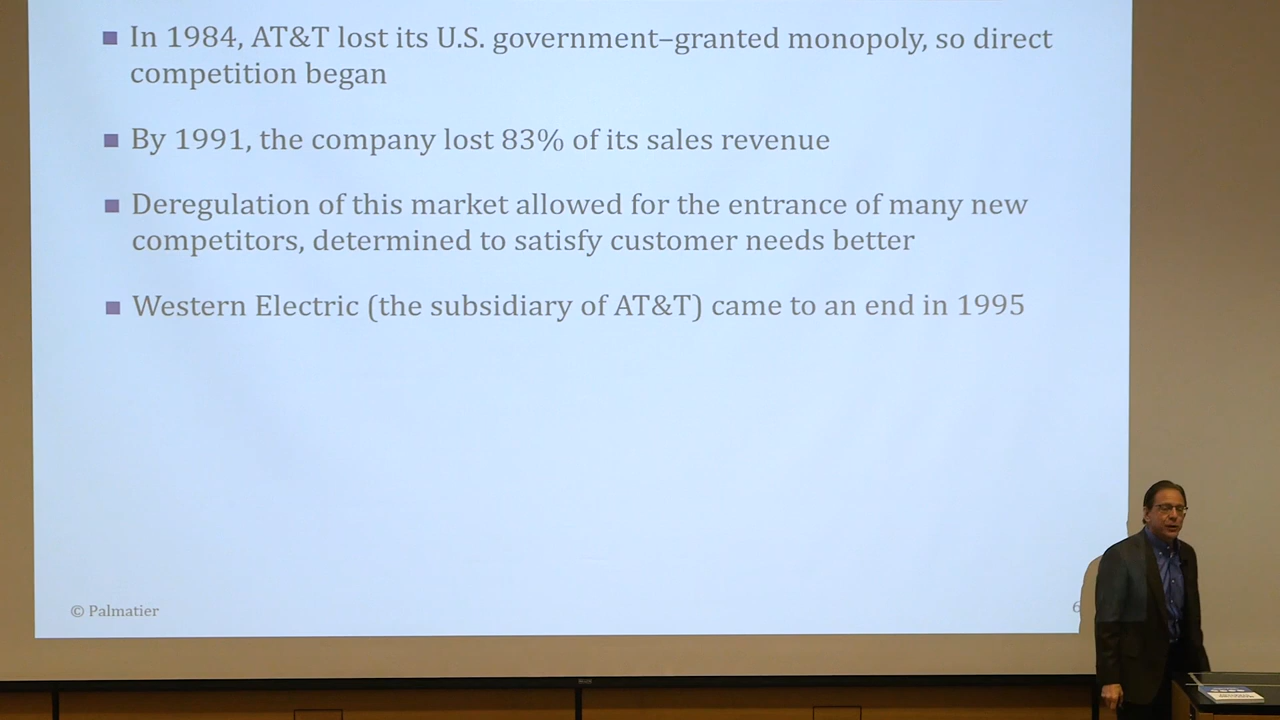 In 1984, AT&T lost its U.S. government–granted monopoly, so direct
competition began
By 1991, the company lost 83% of its sales revenue
Deregulation of this market allowed for the entrance of many new
competitors, determined to satisfy customer needs better
Western Electric (the subsidiary of AT&T) came to an end in 1995
© Palmatier
6